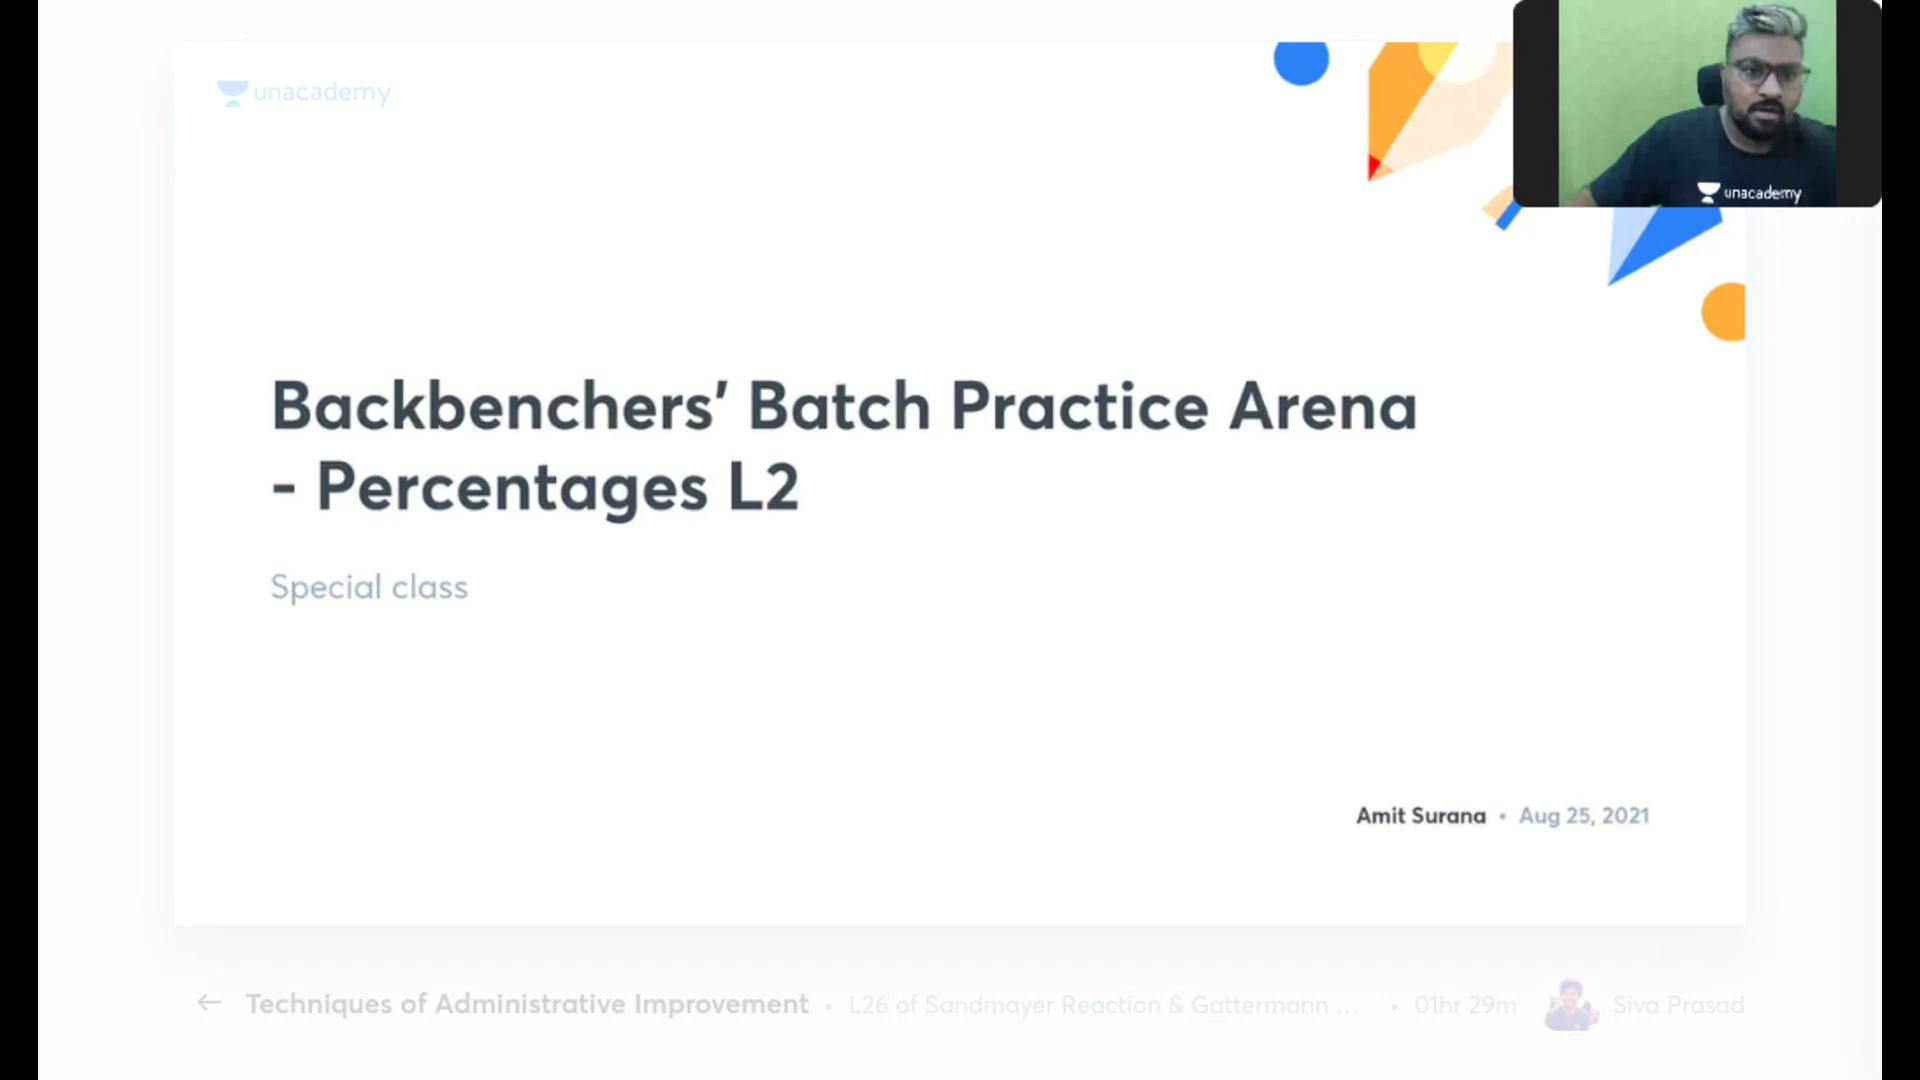 unacademy
unacademy
Backbenchers' Batch Practice Arena
- Percentages L2
Special class
Amit Surana • Aug 25, 2021
← Techniques of Administrative Improvement • L26 of Sandmayer Reaction & Gattermann ... • 01hr 29m Siva Prasad